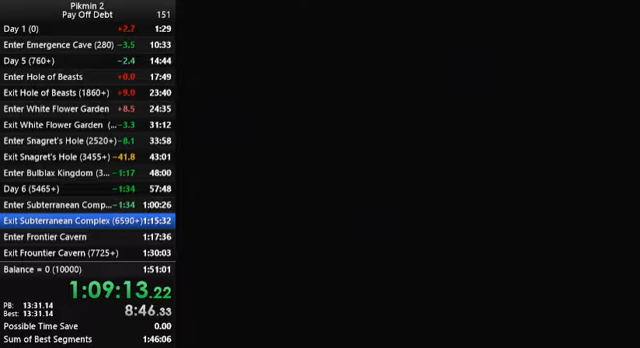 Pikmin 2
Pay Off Debt 151
Day 1 (0) +2.7 1:29
Enter Emergence Cave (280) -3.5 10:33
Day 5 (760+) -2.4 14:44
Enter Hole of Beasts +0.0 17:49
Exit Hole of Beasts (1860+) +9.0 23:40
Enter White Flower Garden +8.5 24:35
Exit White Flower Garden (... -3.3 31:12
Enter Snagret's Hole (2520+) -8.1 33:58
Exit Snagret's Hole (3455+) -41.8 43:01
Enter Bulblax Kingdom (3... -1:17 48:00
Day 6 (5465+) -1:34 57:48
Enter Subterranean Comp... -1:34 1:00:26
Exit Subterranean Complex (6590+) 1:15:32
Enter Frontier Cavern 1:17:36
Exit Frountier Cavern (7725+) 1:30:03
Balance = 0 (10000) 1:51:01
1:09:13.22
PB: 13:31.14
Best: 13:31.14
8:46.33
Possible Time Save 0.00
Sum of Best Segments 1:46:06